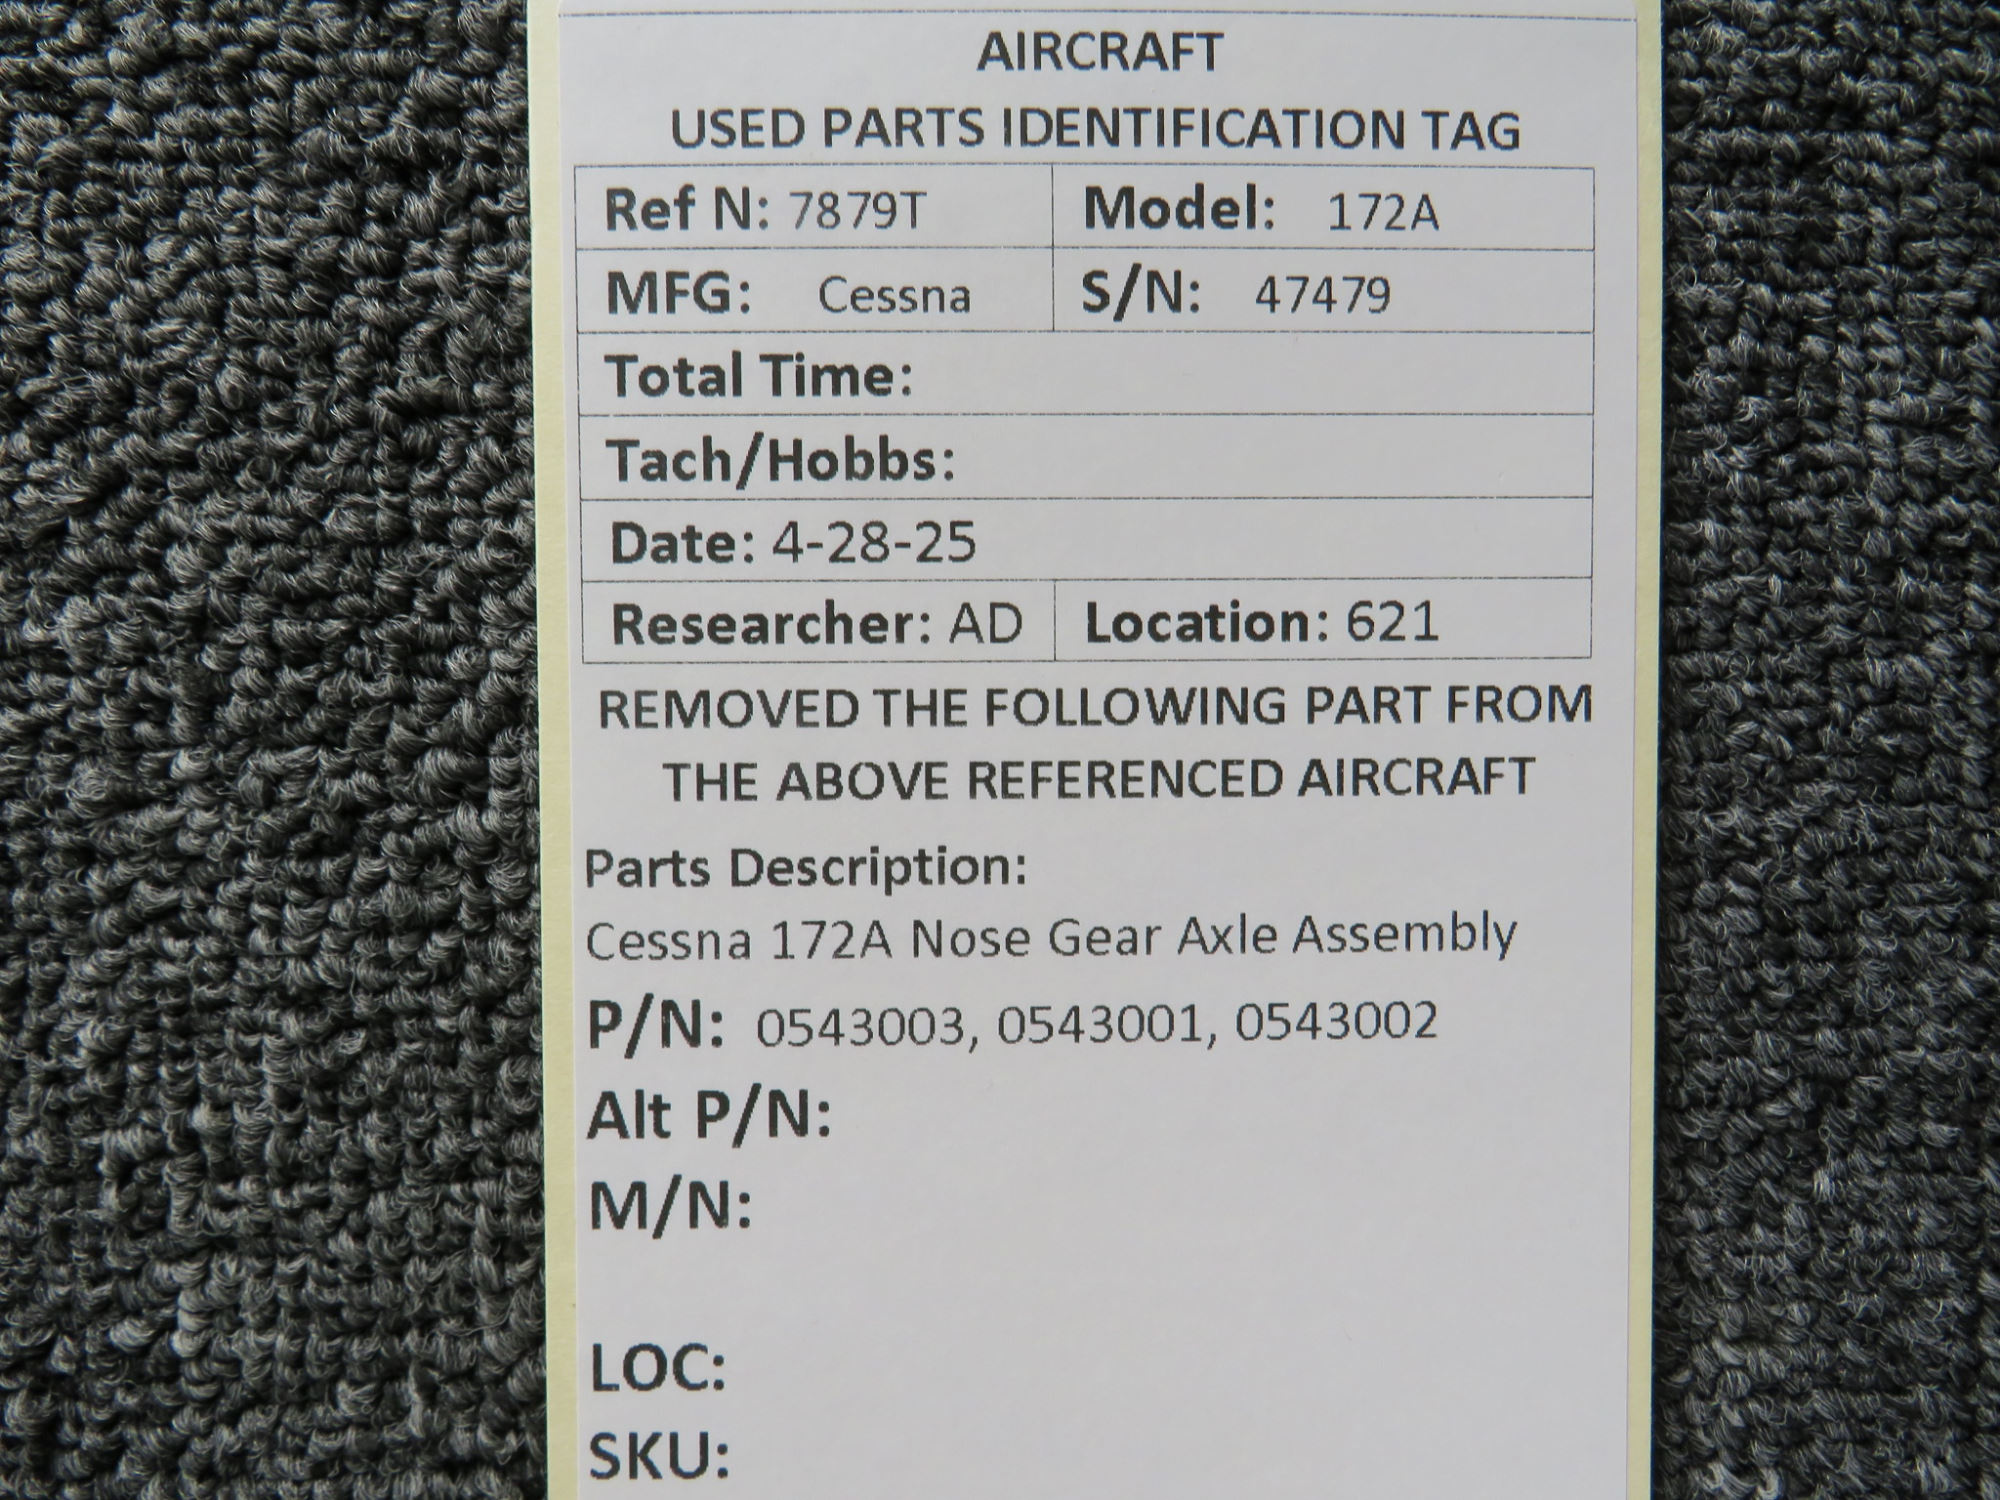 AIRCRAFT
USED PARTS IDENTIFICATION TAG
Ref N: 7879T Model: 172A
MFG: Cessna S/N: 47479
Total Time:
Tach/Hobbs:
Date: 4-28-25
Researcher: AD Location: 621
REMOVED THE FOLLOWING PART FROM
THE ABOVE REFERENCED AIRCRAFT
Parts Description:
Cessna 172A Nose Gear Axle Assembly
P/N: 0543003, 0543001, 0543002
Alt P/N:
M/N:
LOC:
SKU: